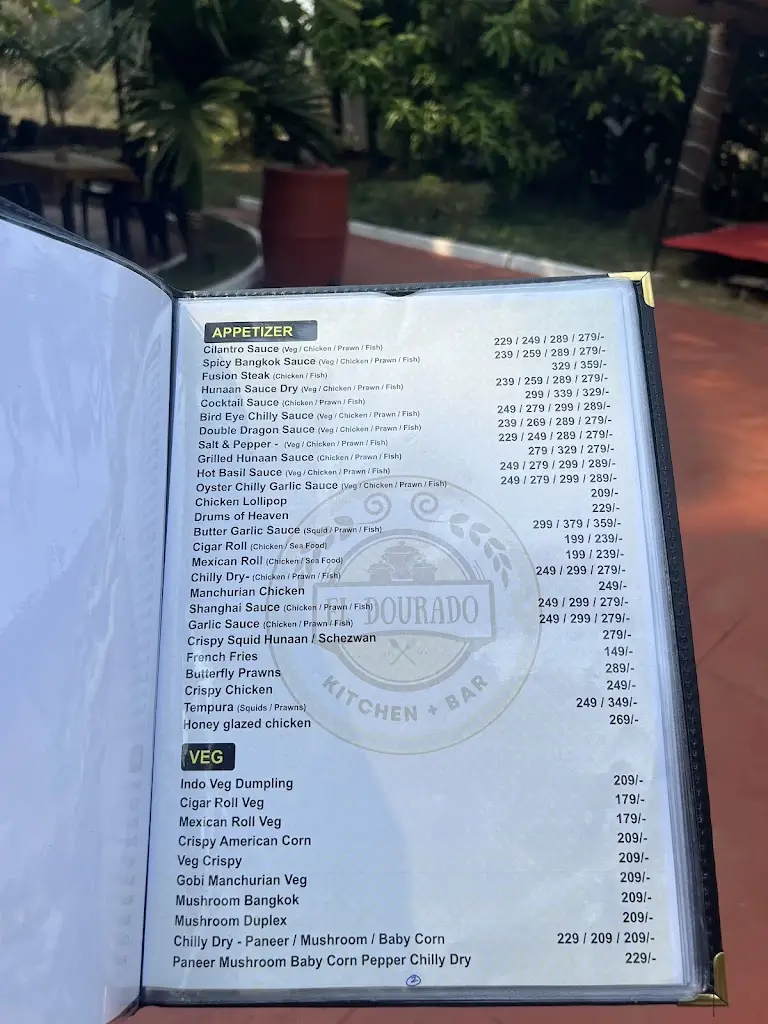 APPETIZER
Cilantro Sauce (Veg / Chicken / Prawn / Fish) 229 / 249 / 289 / 279/-
Spicy Bangkok Sauce (Veg / Chicken / Prawn / Fish) 239 / 259 / 289 / 279/-
Fusion Steak (Chicken / Fish) 329 / 359/-
Hunaan Sauce Dry (Veg / Chicken / Prawn / Fish) 239 / 259 / 289 / 279/-
Cocktail Sauce (Chicken / Prawn / Fish) 299 / 339 / 329/-
Bird Eye Chilly Sauce (Veg / Chicken / Prawn / Fish) 249 / 279 / 299 / 289/-
Double Dragon Sauce (Veg / Chicken / Prawn / Fish) 239 / 269 / 289 / 279/-
Salt & Pepper - (Veg / Chicken / Prawn / Fish) 229 / 249 / 289 / 279/-
Grilled Hunaan Sauce (Chicken / Prawn / Fish) 279 / 329 / 279/-
Hot Basil Sauce (Veg / Chicken / Prawn / Fish) 249 / 279 / 299 / 289/-
Oyster Chilly Garlic Sauce (Veg / Chicken / Prawn / Fish) 249 / 279 / 299 / 289/-
Chicken Lollipop 209/-
Drums of Heaven 229/-
Butter Garlic Sauce (Squid / Prawn / Fish) 299 / 379 / 359/-
Cigar Roll (Chicken / Sea Food) 199 / 239/-
Mexican Roll (Chicken / Sea Food) 199 / 239/-
Chilly Dry- (Chicken / Prawn / Fish) 249 / 299 / 279/-
Manchurian Chicken 249/-
Shanghai Sauce (Chicken / Prawn / Fish) 249 / 299 / 279/-
Garlic Sauce (Chicken / Prawn / Fish) 249 / 299 / 279/-
Crispy Squid Hunaan / Schezwan 279/-
French Fries 149/-
Butterfly Prawns 289/-
Crispy Chicken 249/-
Tempura (Squids / Prawns) 249 / 349/-
Honey glazed chicken 269/-
EL DOURADO
KITCHEN + BAR
VEG
Indo Veg Dumpling 209/-
Cigar Roll Veg 179/-
Mexican Roll Veg 179/-
Crispy American Corn 209/-
Veg Crispy 209/-
Gobi Manchurian Veg 209/-
Mushroom Bangkok 209/-
Mushroom Duplex 209/-
Chilly Dry - Paneer / Mushroom / Baby Corn 229 / 209 / 209/-
Paneer Mushroom Baby Corn Pepper Chilly Dry 229/-
2